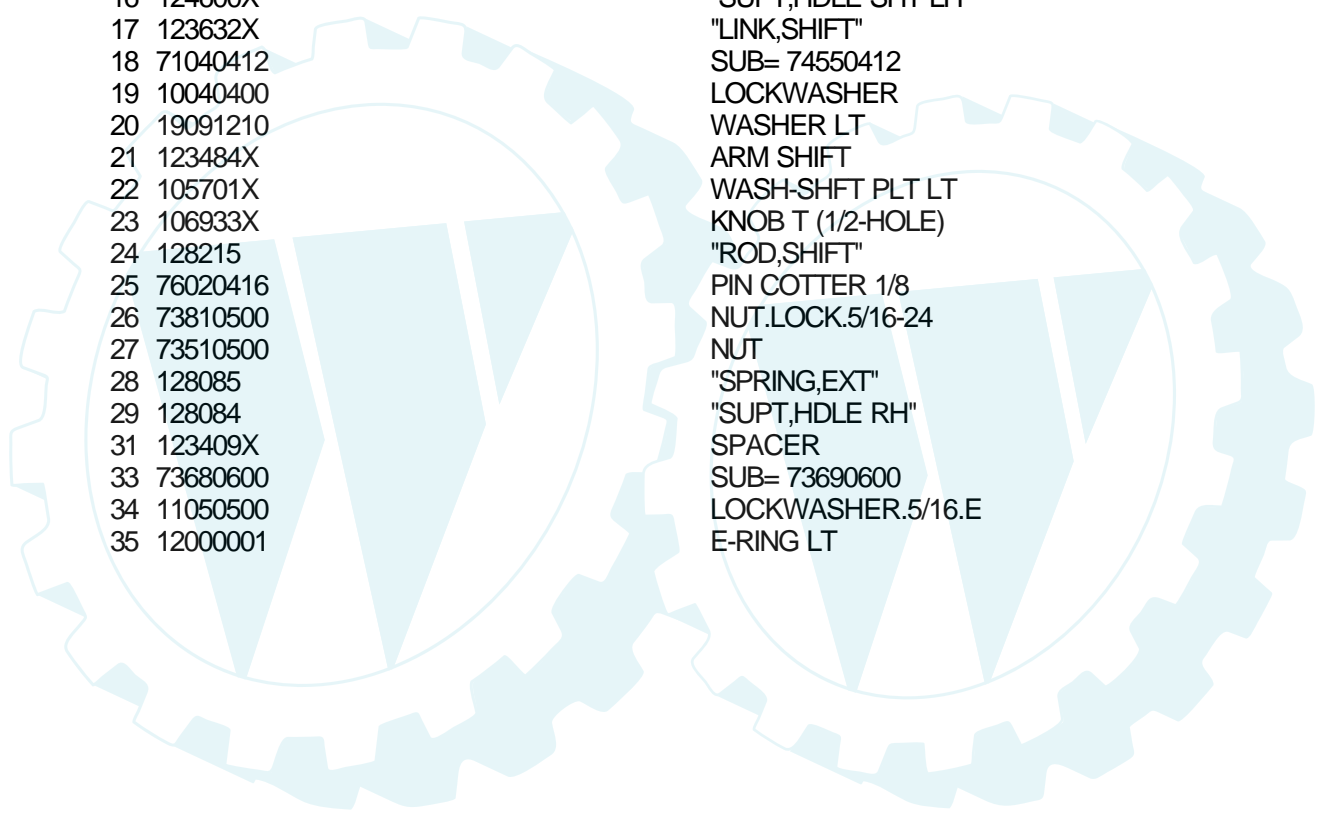 17 123632X "LINK,SHIFT"
18 71040412 SUB= 74550412
19 10040400 LOCKWASHER
20 19091210 WASHER LT
21 123484X ARM SHIFT
22 105701X WASH-SHFT PLT LT
23 106933X KNOB T (1/2-HOLE)
24 128215 "ROD,SHIFT"
25 76020416 PIN COTTER 1/8
26 73810500 NUT.LOCK.5/16-24
27 73510500 NUT
28 128085 "SPRING,EXT"
29 128084 "SUPT,HDLE RH"
31 123409X SPACER
33 73680600 SUB= 73690600
34 11050500 LOCKWASHER.5/16.E
35 12000001 E-RING LT